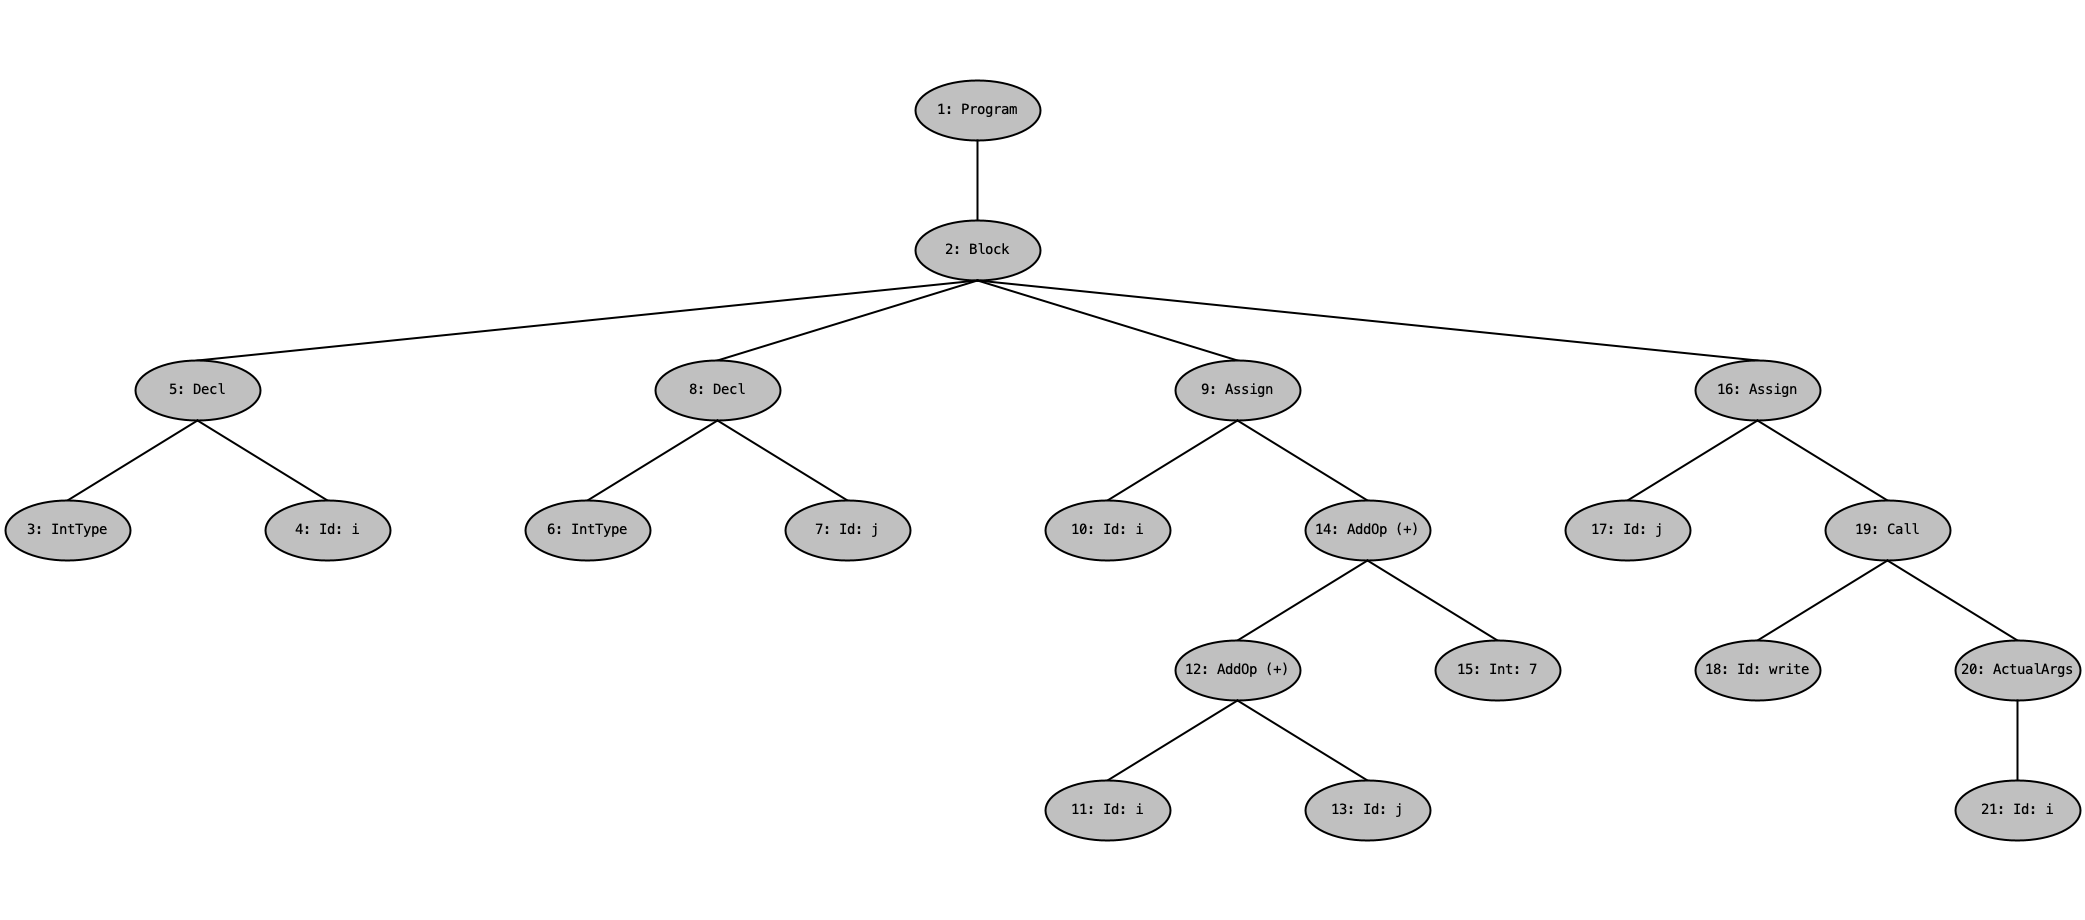 1: Program
2: Block
5: Decl
8: Decl
9: Assign
16: Assign
3: IntType
4: Id: i
6: IntType
7: Id: j
10: Id: i
14: AddOp (+)
17: Id: j
19: Call
12: AddOp (+)
15: Int: 7
18: Id: write
20: ActualArgs
11: Id: i
13: Id: j
21: Id: i